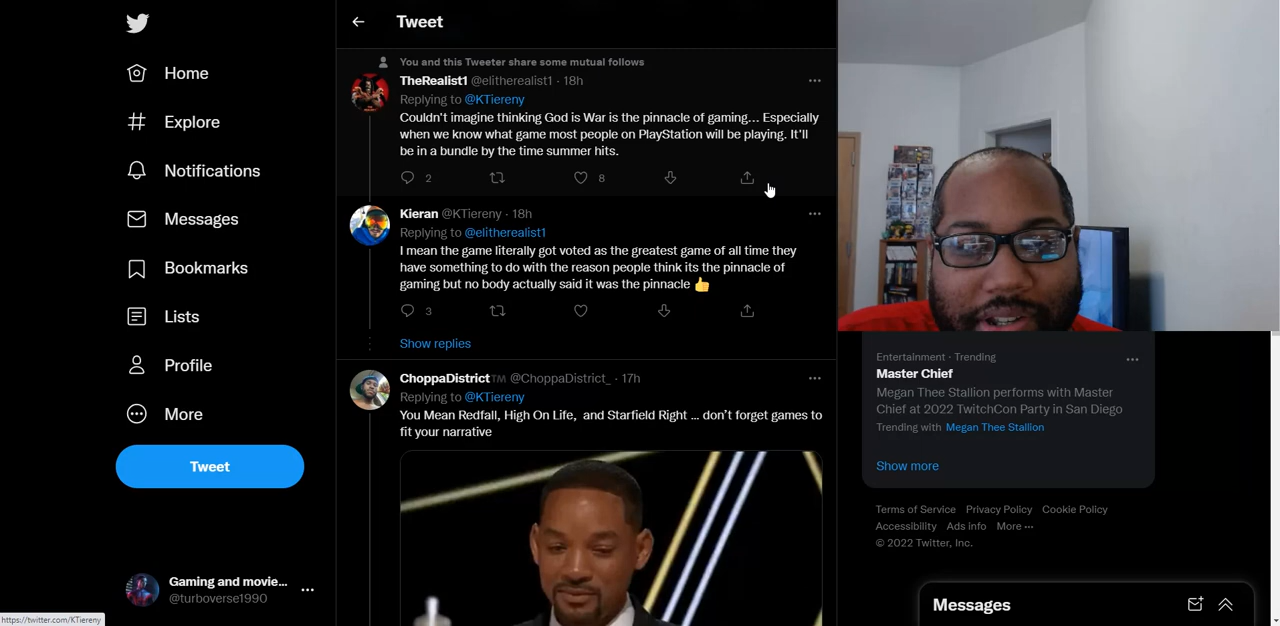 Tweet
Home
Explore
Notifications
Messages
Bookmarks
Lists
Profile
More
Tweet
Gaming and movie...
@turboverse1990
https://twitter.com/KTiereny
You and this Tweeter share some mutual follows
TheRealist1 @elitherealist1 · 18h
Replying to @KTiereny
Couldn't imagine thinking God is War is the pinnacle of gaming... Especially
when we know what game most people on PlayStation will be playing. It'll
be in a bundle by the time summer hits.
2 8
Kieran @KTiereny · 18h
Replying to @elitherealist1
I mean the game literally got voted as the greatest game of all time they
have something to do with the reason people think its the pinnacle of
gaming but no body actually said it was the pinnacle 👍
3
Show replies
ChoppaDistrict™️ @ChoppaDistrict_ · 17h
Replying to @KTiereny
You Mean Redfall, High On Life, and Starfield Right ... don't forget games to
fit your narrative
Entertainment · Trending
Master Chief
Megan Thee Stallion performs with Master
Chief at 2022 TwitchCon Party in San Diego
Trending with Megan Thee Stallion
Show more
Terms of Service Privacy Policy Cookie Policy
Accessibility Ads info More ...
© 2022 Twitter, Inc.
Messages